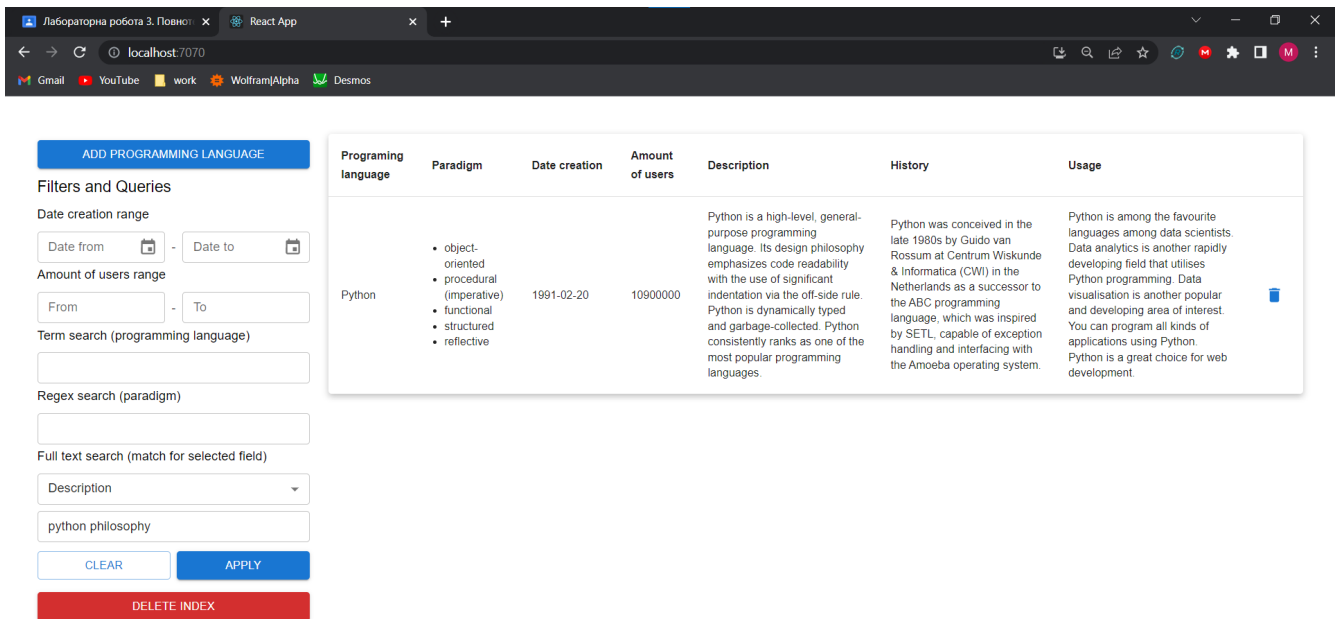 Лабораторна робота 3. Повнот
React App
localhost:7070
M
Gmail
YouTube
work
Wolfram|Alpha
Desmos
ADD PROGRAMMING LANGUAGE
Filters and Queries
Date creation range
Date from - Date to
Amount of users range
From - To
Term search (programming language)
Regex search (paradigm)
Full text search (match for selected field)
Description
python philosophy
CLEAR
APPLY
DELETE INDEX
Programing
language
Paradigm
Date creation
Amount
of users
Description
History
Usage
Python
• object-
oriented
• procedural
(imperative)
• functional
• structured
• reflective
1991-02-20
10900000
Python is a high-level, general-
purpose programming
language. Its design philosophy
emphasizes code readability
with the use of significant
indentation via the off-side rule.
Python is dynamically typed
and garbage-collected. Python
consistently ranks as one of the
most popular programming
languages.
Python was conceived in the
late 1980s by Guido van
Rossum at Centrum Wiskunde
& Informatica (CWI) in the
Netherlands as a successor to
the ABC programming
language, which was inspired
by SETL, capable of exception
handling and interfacing with
the Amoeba operating system.
Python is among the favourite
languages among data scientists.
Data analytics is another rapidly
developing field that utilises
Python programming. Data
visualisation is another popular
and developing area of interest.
You can program all kinds of
applications using Python.
Python is a great choice for web
development.